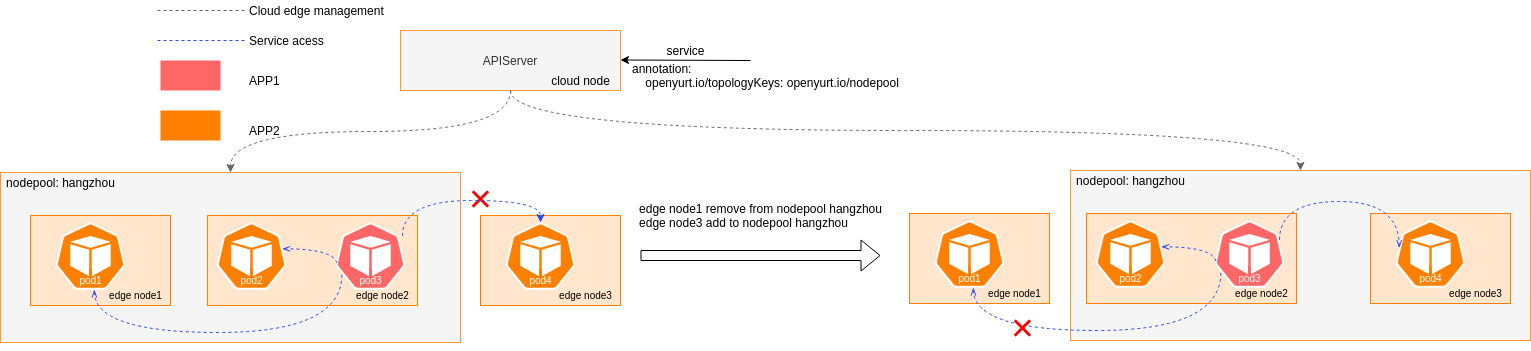 Cloud edge management
Service acess
APP1
APP2
APIServer
cloud node
service
annotation:
openyurt.io/topologyKeys: openyurt.io/nodepool
nodepool: hangzhou
pod1
edge node1
pod2
pod3
edge node2
pod4
edge node3
edge node1 remove from nodepool hangzhou
edge node3 add to nodepool hangzhou
pod1
edge node1
nodepool: hangzhou
pod2
pod3
edge node2
pod4
edge node3